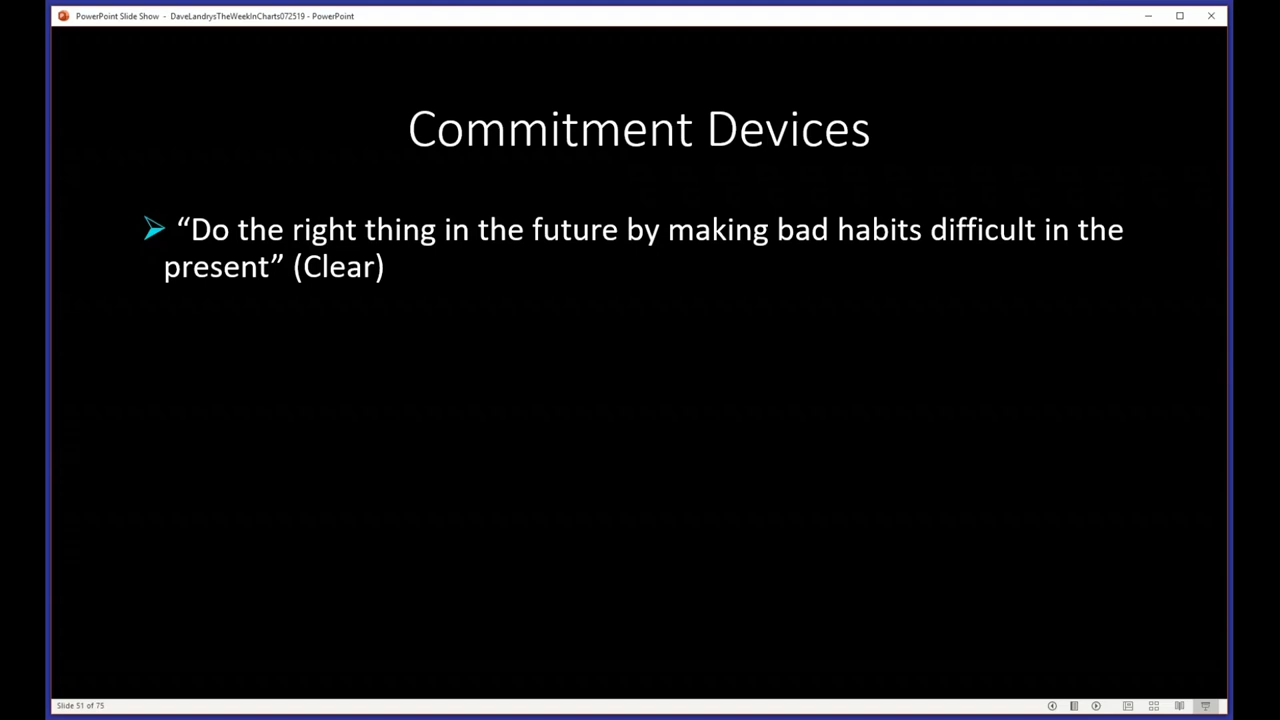 PowerPoint Slide Show - DaveLandrysTheWeekInCharts072519 - PowerPoint
Commitment Devices
“Do the right thing in the future by making bad habits difficult in the
present” (Clear)
Slide 51 of 75